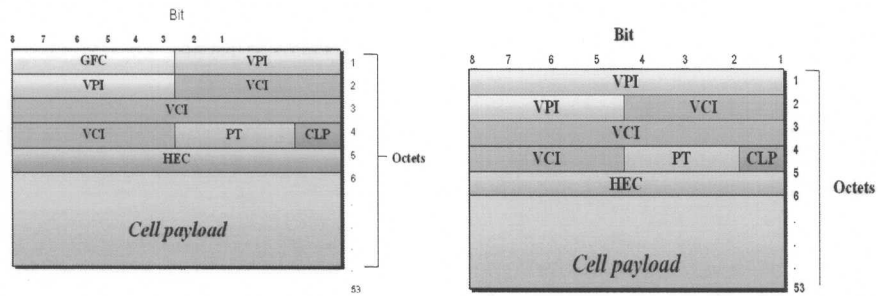 Bit
8 7 6 5 4 3 2 1
GFC VPI 1
VPI VCI 2
VCI 3
VCI PT CLP 4
HEC 5
6
Octets
Cell payload
53
Bit
8 7 6 5 4 3 2 1
VPI 1
VPI VCI 2
VCI 3
4
VCI PT CLP
5
HEC
6
Octets
Cell payload
53